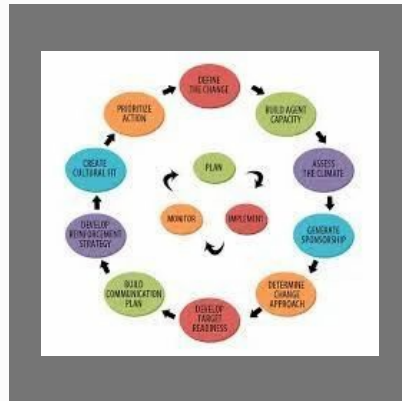 DEFINE
THE CHANGE
BUILD AGENT
CAPACITY
ASSESS
THE CLIMATE
GENERATE
SPONSORSHIP
DETERMINE
CHANGE
APPROACH
DEVELOP
TARGET
READINESS
BUILD
COMMUNICATION
PLAN
DEVELOP
REINFORCEMENT
STRATEGY
CREATE
CULTURAL FIT
PRIORITIZE
ACTION
PLAN
IMPLEMENT
MONITOR